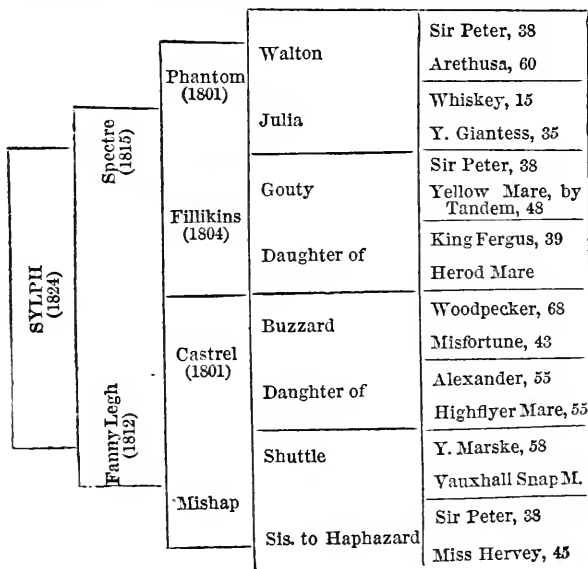 SYLPH
(1824)
Spectre
(1815)
Fanny Legh
(1812)
Phantom
(1801)
Fillikins
(1804)
Castrel
(1801)
Mishap
Walton
Julia
Gouty
Daughter of
Buzzard
Daughter of
Shuttle
Sis. to Haphazard
Sir Peter, 38
Arethusa, 60
Whiskey, 15
Y. Giantess, 35
Sir Peter, 38
Yellow Mare, by
Tandem, 48
King Fergus, 39
Herod Mare
Woodpecker, 68
Misfortune, 43
Alexander, 55
Highflyer Mare, 55
Y. Marske, 58
Vauxhall Snap M.
Sir Peter, 38
Miss Hervey, 45